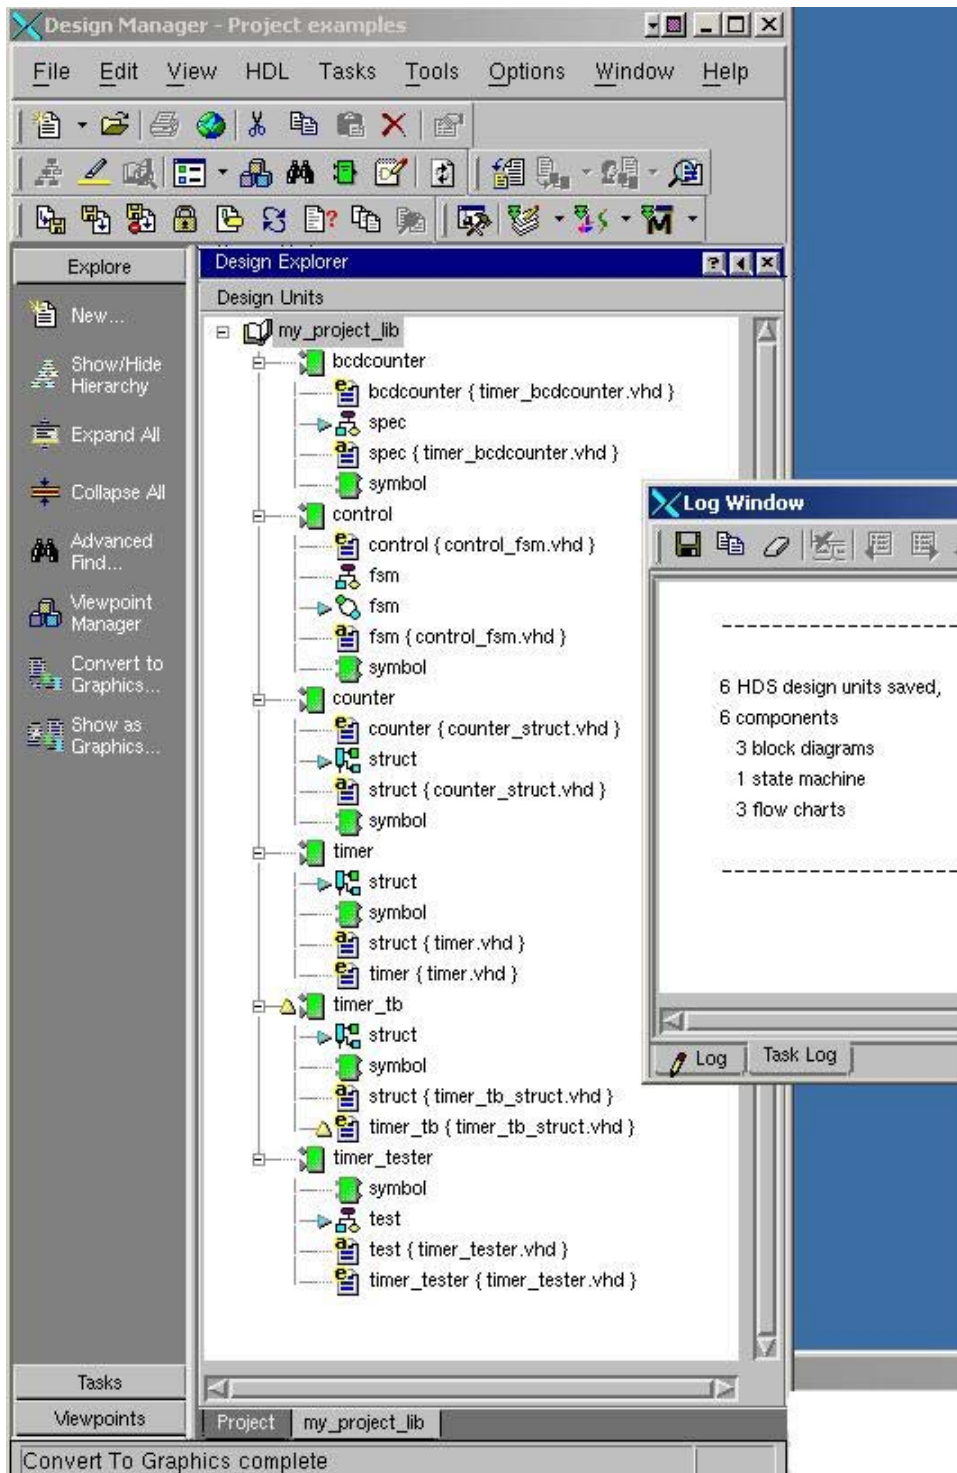 Design Manager - Project examples
File Edit View HDL Tasks Tools Options Window Help
Explore
New...
Show/Hide
Hierarchy
Expand All
Collapse All
Advanced
Find...
Viewpoint
Manager
Convert to
Graphics...
Show as
Graphics...
Tasks
Viewpoints
Design Explorer
Design Units
my_project_lib
bcdcounter
bcdcounter { timer_bcdcounter.vhd }
spec
spec { timer_bcdcounter.vhd }
symbol
control
control { control_fsm.vhd }
fsm
fsm
fsm { control_fsm.vhd }
symbol
counter
counter { counter_struct.vhd }
struct
struct { counter_struct.vhd }
symbol
timer
struct
symbol
struct { timer.vhd }
timer { timer.vhd }
timer_tb
struct
symbol
struct { timer_tb_struct.vhd }
timer_tb { timer_tb_struct.vhd }
timer_tester
symbol
test
test { timer_tester.vhd }
timer_tester { timer_tester.vhd }
Project my_project_lib
Convert To Graphics complete
Log Window
--------------------
6 HDS design units saved,
6 components
3 block diagrams
1 state machine
3 flow charts
--------------------
Log Task Log